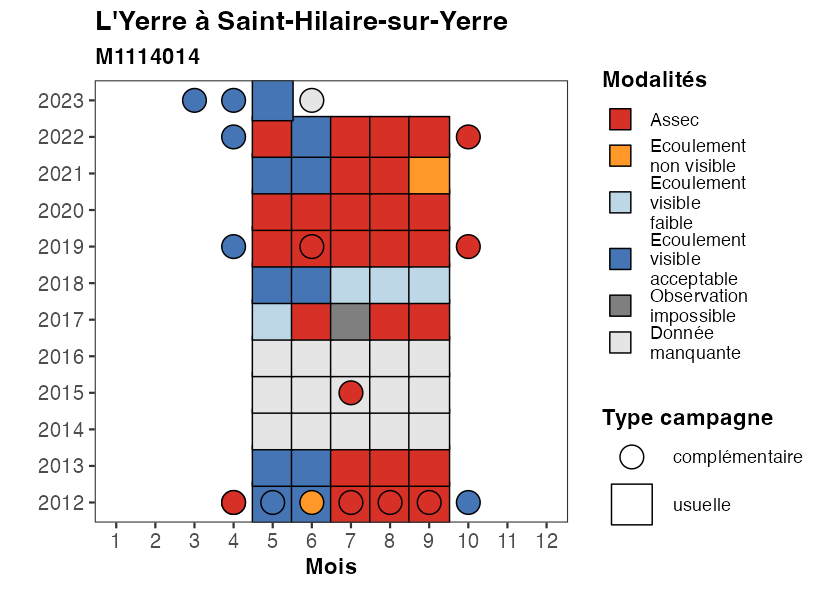 L'Yerre à Saint-Hilaire-sur-Yerre
M1114014
2023
2022
2021
2020
2019
2018
2017
2016
2015
2014
2013
2012
1 2 3 4 5 6 7 8 9 10 11 12
Mois
Modalités
Assec
Ecoulement
non visible
Ecoulement
visible
faible
Ecoulement
visible
acceptable
Observation
impossible
Donnée
manquante
Type campagne
complémentaire
usuelle